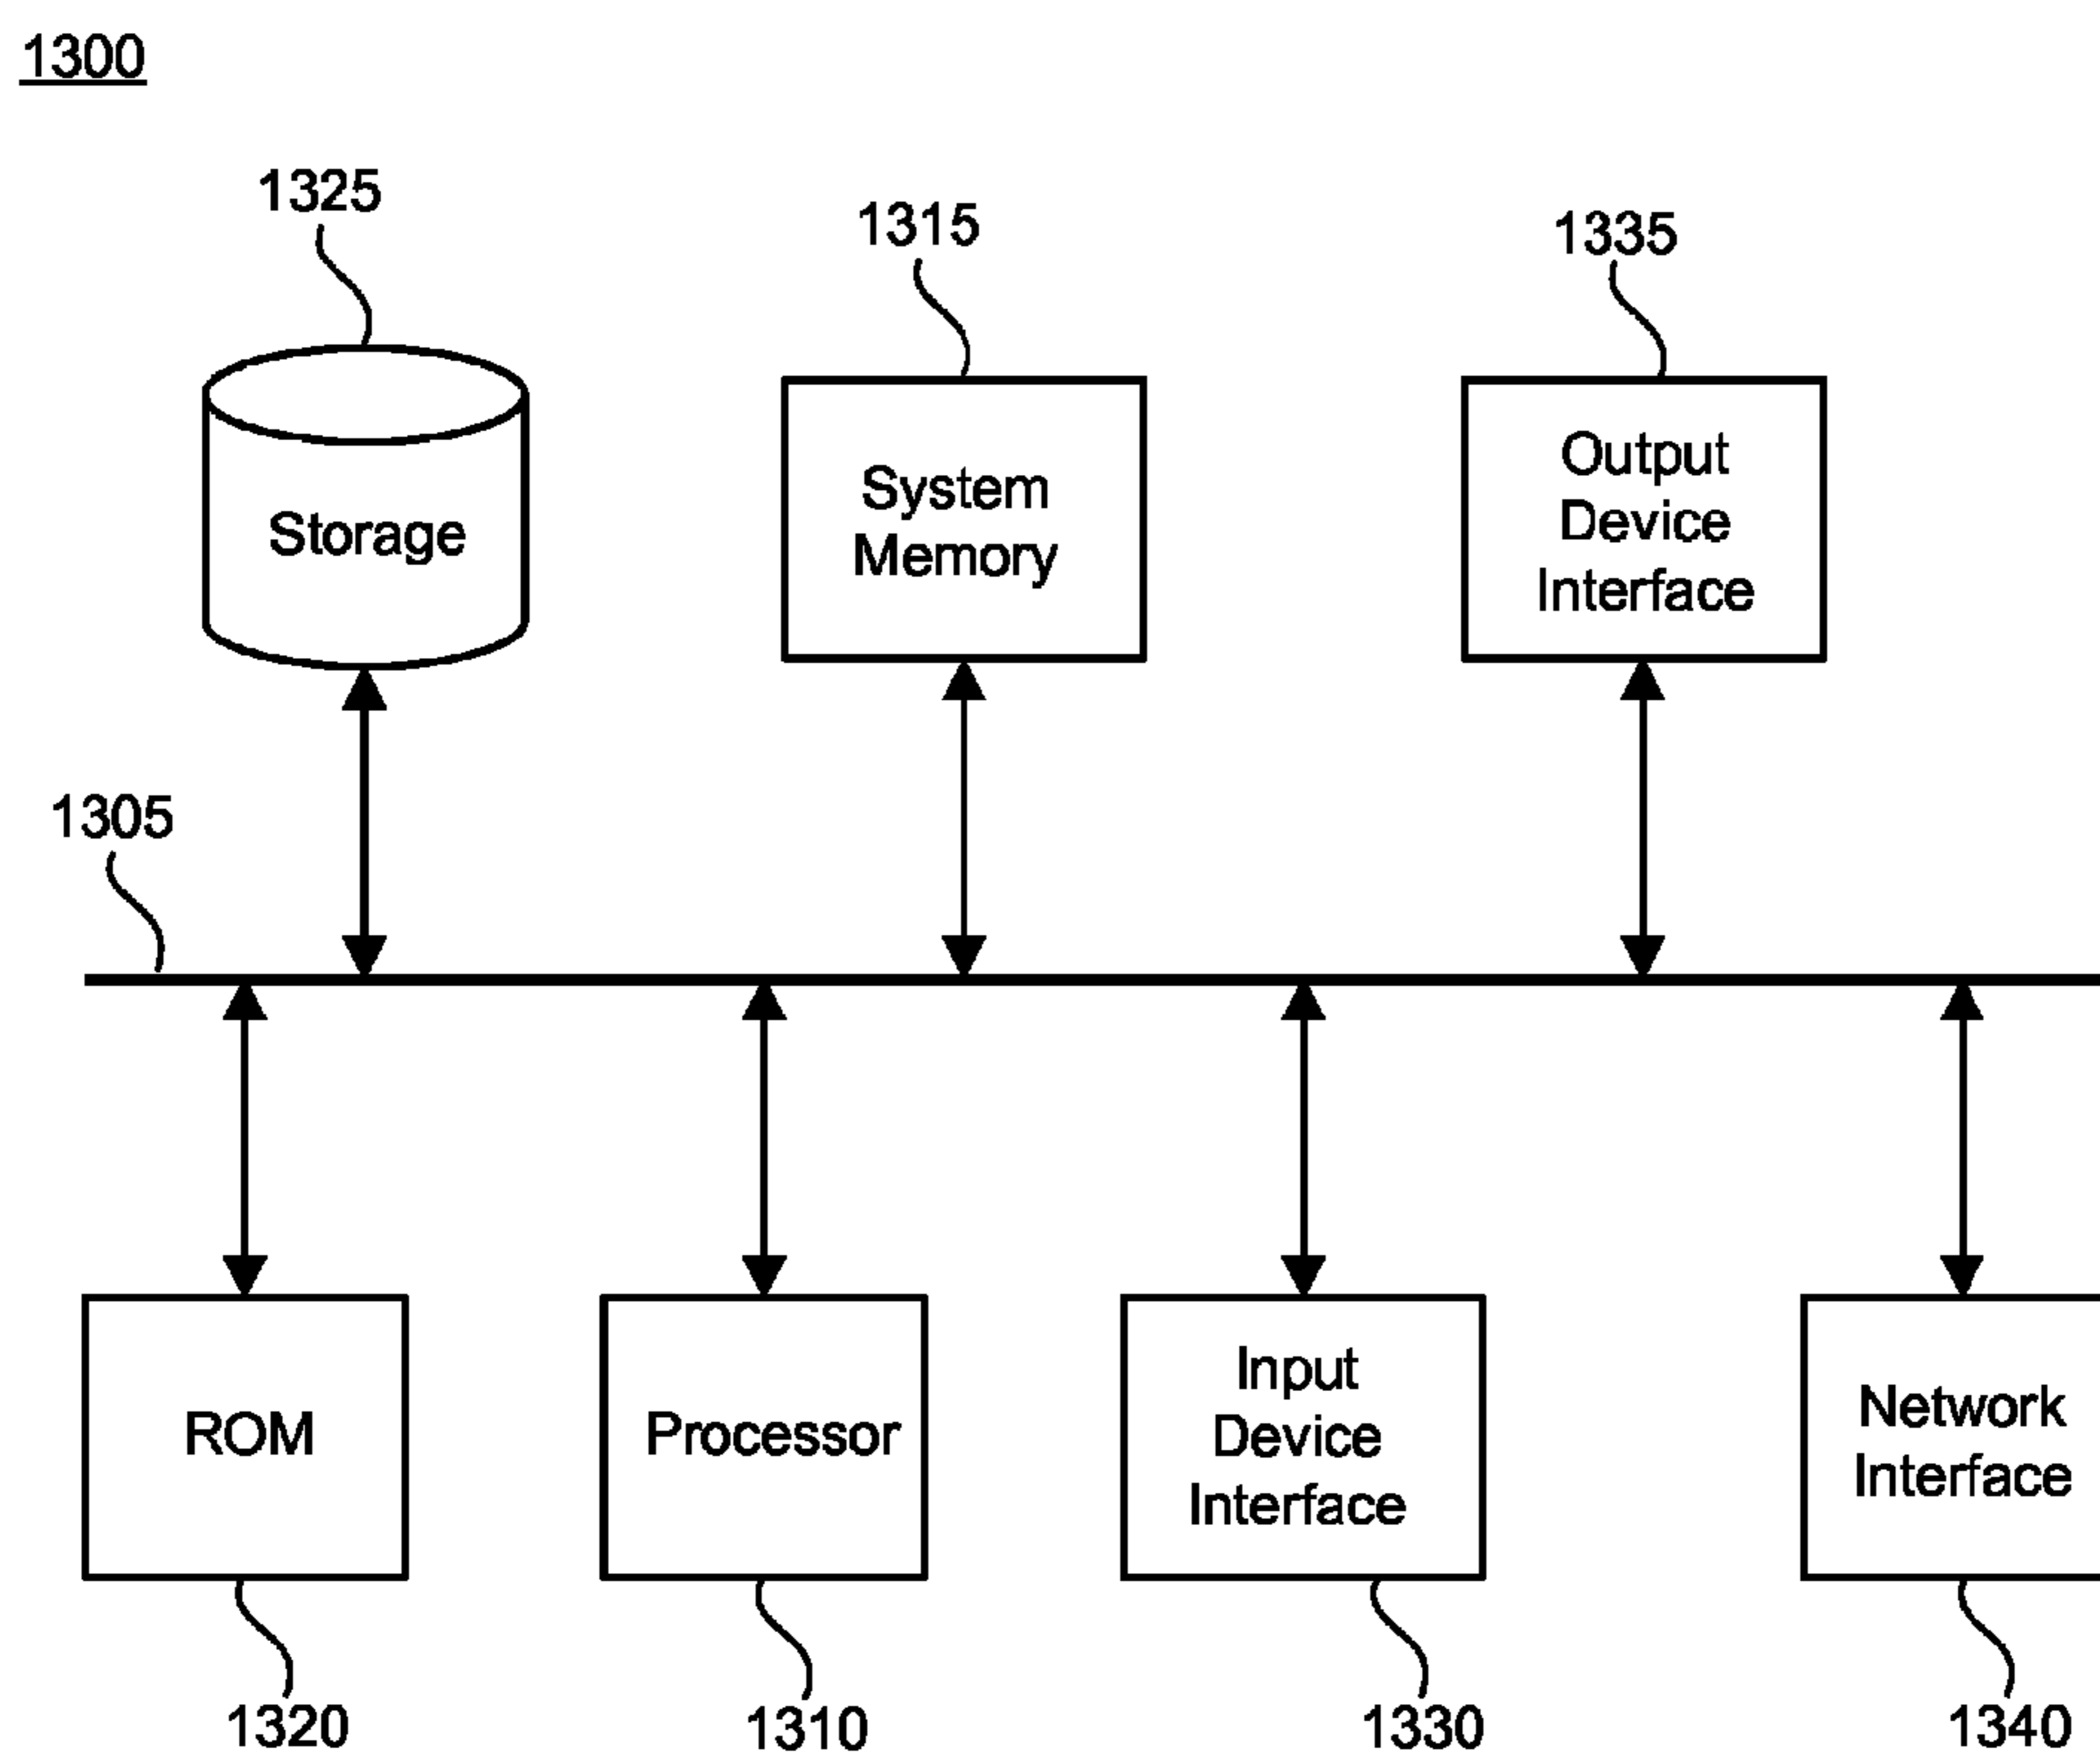 1300
1325
1315
1335
Storage
System
Memory
Output
Device
Interface
1305
ROM
Processor
Input
Device
Interface
Network
Interface
1320
1310
1330
1340